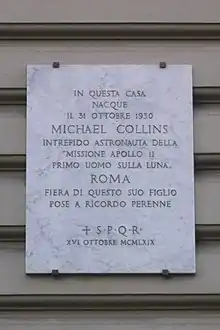 IN QUESTA CASA
NACQUE
IL 31 OTTOBRE 1930
MICHAEL COLLINS
INTREPIDO ASTRONAUTA DELLA
"MISSIONE APOLLO 11
PRIMO UOMO SULLA LUNA"
ROMA
FIERA DI QUESTO SUO FIGLIO
POSE A RICORDO PERENNE
S·P·Q·R
XVI OTTOBRE MCMLXIX